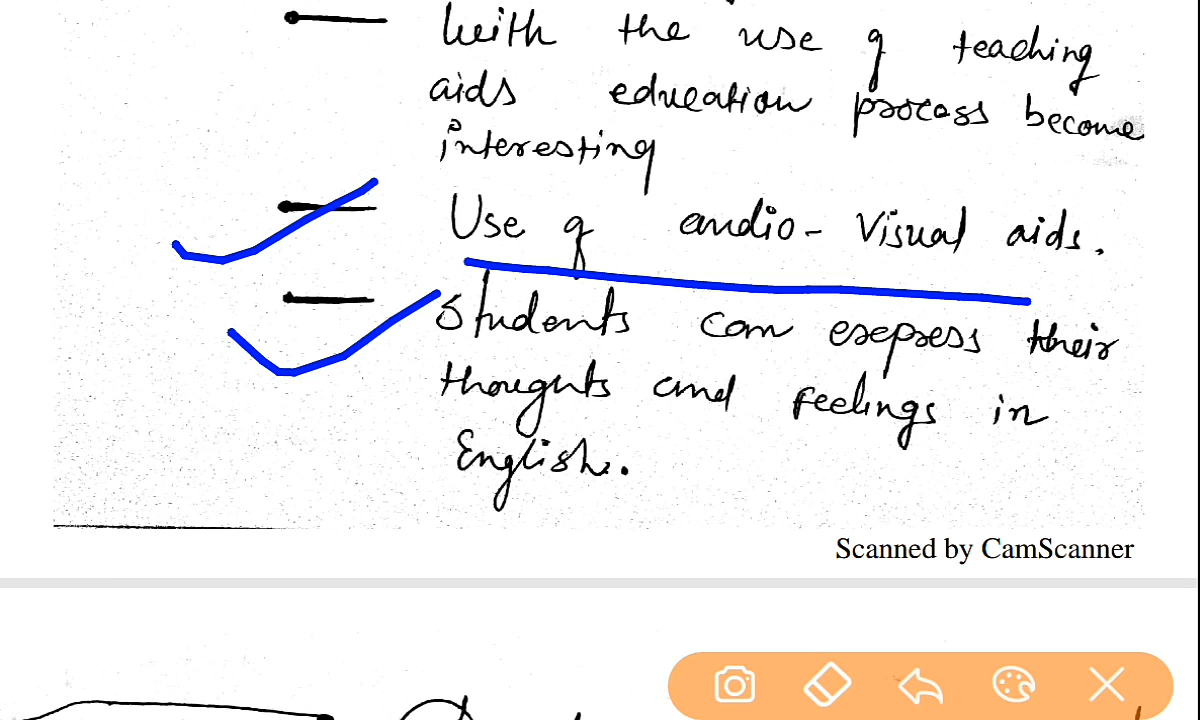 With the use of teaching
aids education process become
interesting
Use of audio-Visual aids.
Students can express their
thoughts and feelings in
English.
Scanned by CamScanner